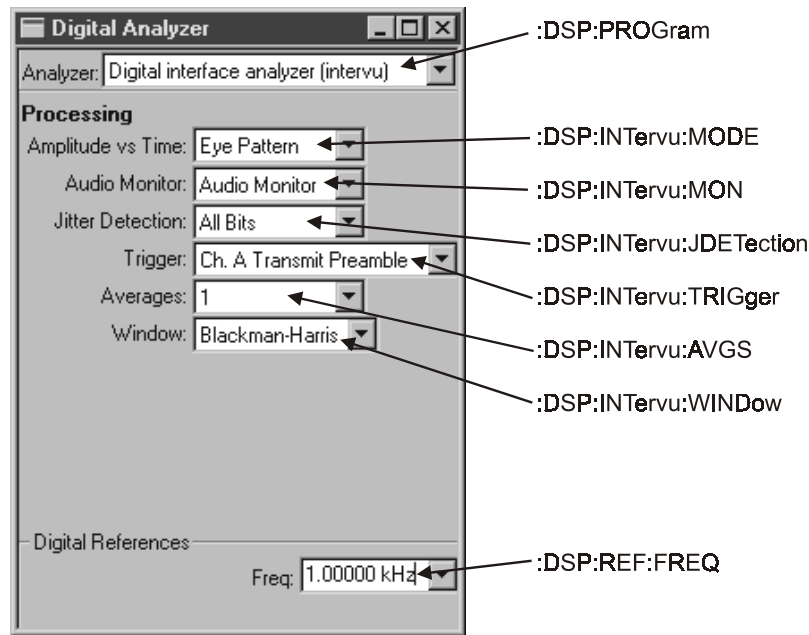 Digital Analyzer
:DSP:PROGram
Analyzer: Digital interface analyzer (intervu)
Processing
Amplitude vs Time: Eye Pattern
:DSP:INTervu:MODE
Audio Monitor: Audio Monitor
:DSP:INTervu:MON
Jitter Detection: All Bits
:DSP:INTervu:JDETection
Trigger: Ch. A Transmit Preamble
:DSP:INTervu:TRIGger
Averages: 1
:DSP:INTervu:AVGS
Window: Blackman-Harris
:DSP:INTervu:WINDow
Digital References
Freq: 1.00000 kHz
:DSP:REF:FREQ